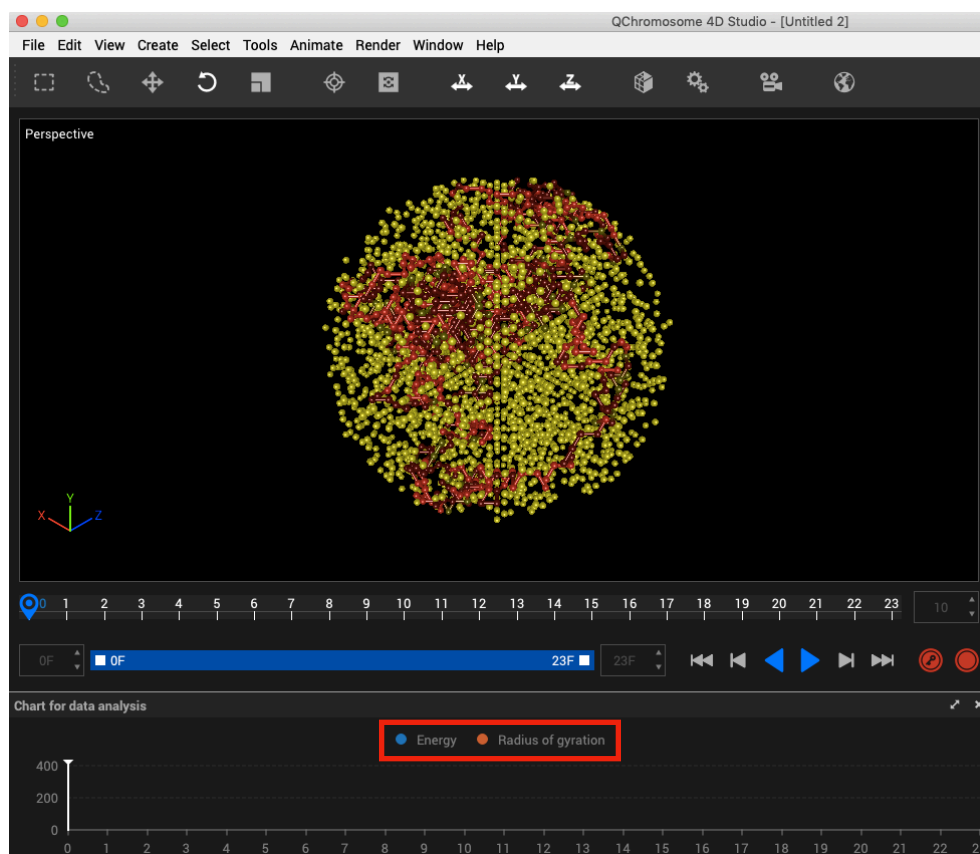 QChromosome 4D Studio - [Untitled 2]
File Edit View Create Select Tools Animate Render Window Help
X Y Z
Perspective
Y
X Z
0 1 2 3 4 5 6 7 8 9 10 11 12 13 14 15 16 17 18 19 20 21 22 23 10
0F 0F 23F 23F
Chart for data analysis
Energy Radius of gyration
400
200
0
0 1 2 3 4 5 6 7 8 9 10 11 12 13 14 15 16 17 18 19 20 21 22